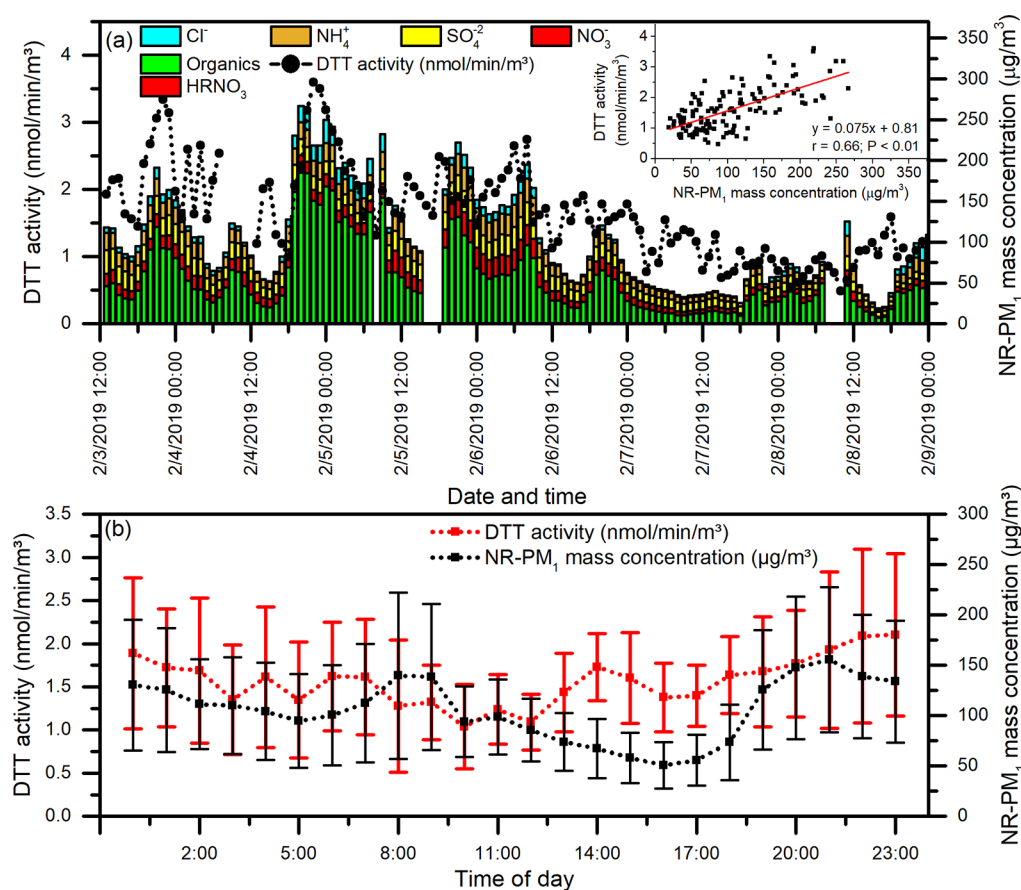 (a)
Cl⁻ NH₄⁺ SO₄⁻² NO₃⁻
Organics DTT activity (nmol/min/m³)
HRNO₃
DTT activity (nmol/min/m³)
4
3
2
1
0
NR-PM₁ mass concentration (µg/m³)
350
300
250
200
150
100
50
0
DTT activity
(nmol/min/m³)
4
3
2
1
0
y = 0.075x + 0.81
r = 0.66; P < 0.01
0 50 100 150 200 250 300 350
NR-PM₁ mass concentration (µg/m³)
2/3/2019 12:00
2/4/2019 00:00
2/4/2019 12:00
2/5/2019 00:00
2/5/2019 12:00
2/6/2019 00:00
2/6/2019 12:00
2/7/2019 00:00
2/7/2019 12:00
2/8/2019 00:00
2/8/2019 12:00
2/9/2019 00:00
Date and time
(b)
DTT activity (nmol/min/m³)
NR-PM₁ mass concentration (µg/m³)
DTT activity (nmol/min/m³)
3.5
3.0
2.5
2.0
1.5
1.0
0.5
0.0
NR-PM₁ mass concentration (µg/m³)
300
250
200
150
100
50
0
2:00 5:00 8:00 11:00 14:00 17:00 20:00 23:00
Time of day